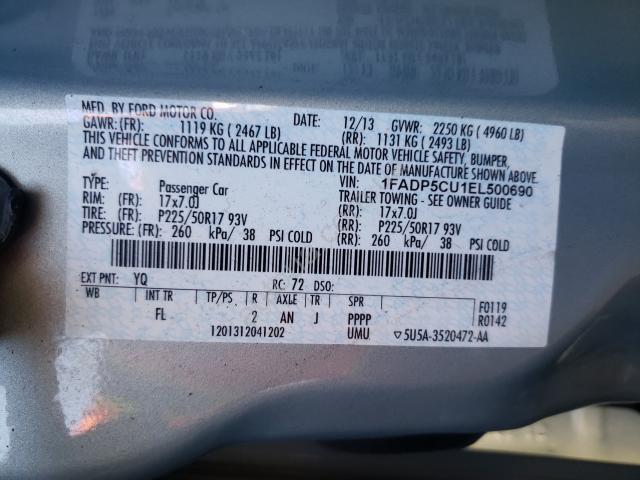 MFD. BY FORD MOTOR CO. DATE: 12/13 GVWR: 2250 KG ( 4960 LB)
GAWR: (FR): 1119 KG ( 2467 LB) (RR): 1131 KG ( 2493 LB)
THIS VEHICLE CONFORMS TO ALL APPLICABLE FEDERAL MOTOR VEHICLE SAFETY, BUMPER,
AND THEFT PREVENTION STANDARDS IN EFFECT ON THE DATE OF MANUFACTURE SHOWN ABOVE.
VIN: 1FADP5CU1EL500690
TYPE: Passenger Car TRAILER TOWING - SEE OWNER GUIDE
RIM: (FR): 17x7.0J (RR): 17x7.0J
TIRE: (FR): P225/50R17 93V (RR): P225/50R17 93V
PRESSURE: (FR): 260 kPa/ 38 PSI COLD (RR): 260 kPa/ 38 PSI COLD
EXT PNT: YQ RC: 72 DSO:
WB INT TR TP/PS R AXLE TR SPR F0119
FL 2 AN J PPPP R0142
1201312041202 UMU ▽5U5A-3520472-AA